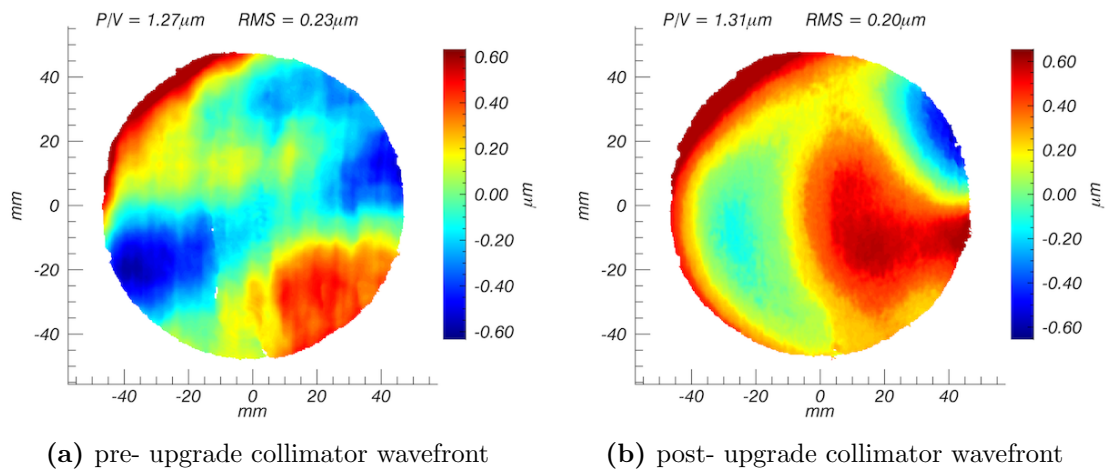 P/V = 1.27μm RMS = 0.23μm
40
20
0
-20
-40
mm
-40 -20 0 20 40
mm
0.60
0.40
0.20
0.00
-0.20
-0.40
-0.60
μm
(a) pre- upgrade collimator wavefront
P/V = 1.31μm RMS = 0.20μm
40
20
0
-20
-40
mm
-40 -20 0 20 40
mm
0.60
0.40
0.20
0.00
-0.20
-0.40
-0.60
μm
(b) post- upgrade collimator wavefront